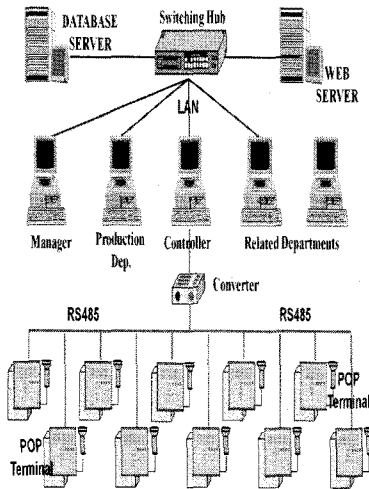 DATABASE
SERVER
Switching Hub
WEB
SERVER
LAN
Manager
Production
Dep.
Controller
Related Departments
Converter
RS485
RS485
POP
Terminal
POP
Terminal